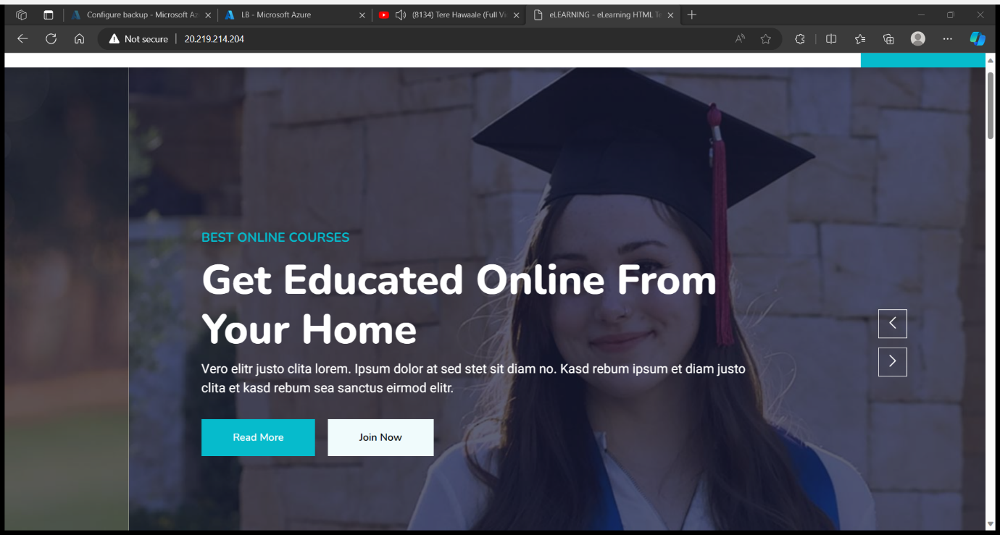 Configure backup - Microsoft Az
LB - Microsoft Azure
(8134) Tere Hawaale (Full Vi
eLEARNING - eLearning HTML Te
Not secure
20.219.214.204
BEST ONLINE COURSES
Get Educated Online From
Your Home
Vero elitr justo clita lorem. Ipsum dolor at sed stet sit diam no. Kasd rebum ipsum et diam justo
clita et kasd rebum sea sanctus eirmod elitr.
Read More
Join Now